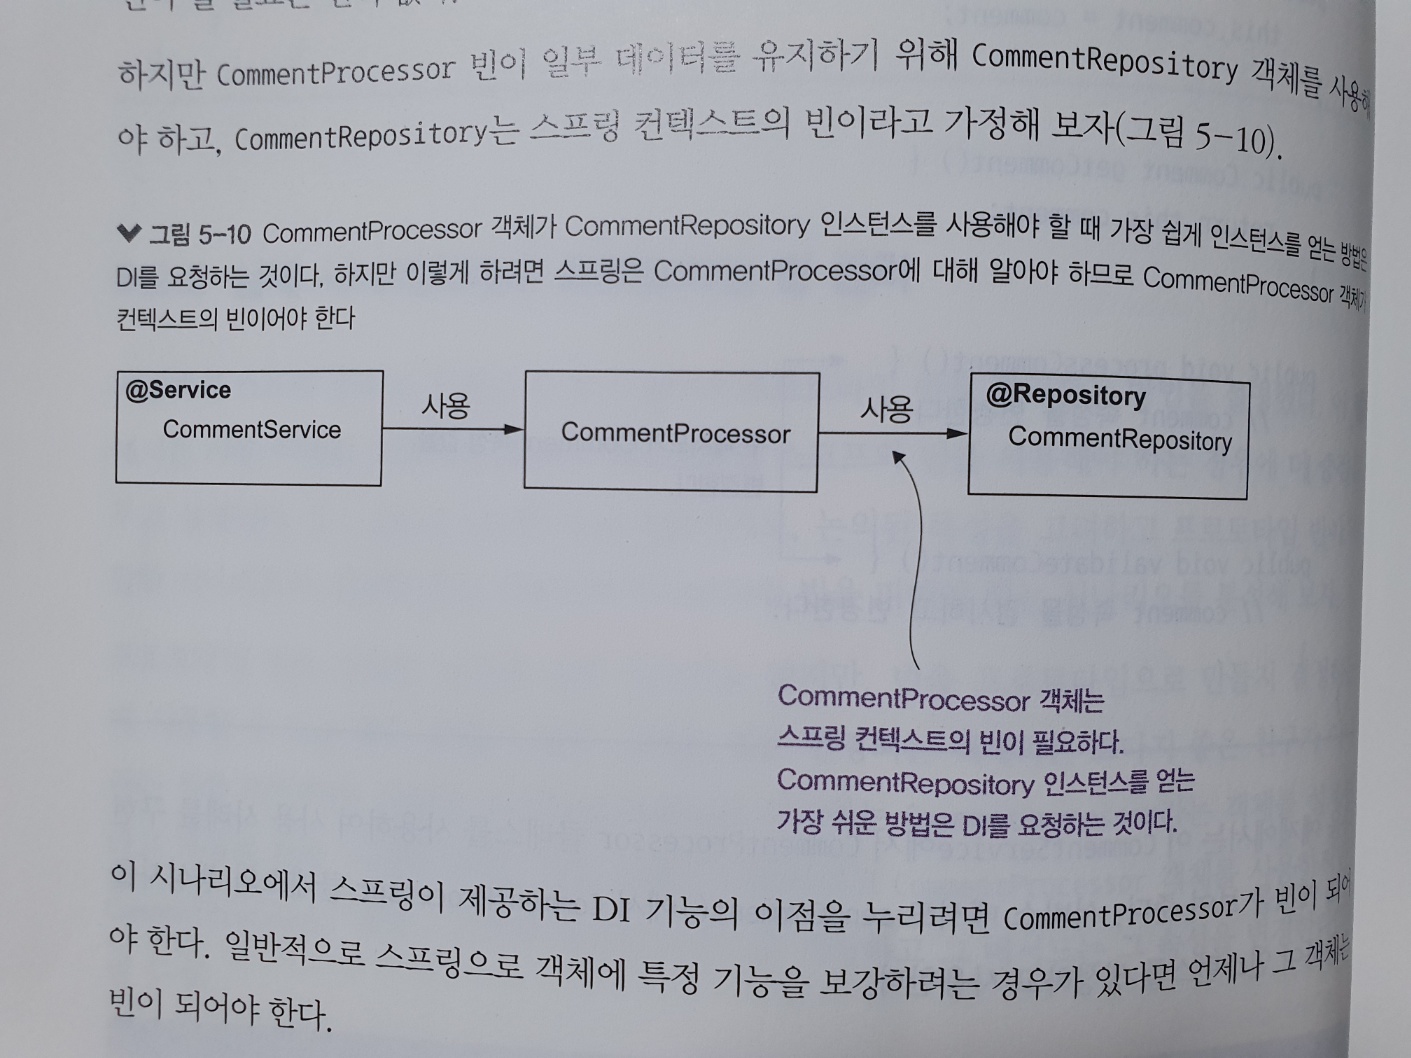 하지만 CommentProcessor 빈이 일부 데이터를 유지하기 위해 CommentRepository 객체를 사용해
야 하고, CommentRepository는 스프링 컨텍스트의 빈이라고 가정해 보자(그림 5-10).
그림 5-10 CommentProcessor 객체가 CommentRepository 인스턴스를 사용해야 할 때 가장 쉽게 인스턴스를 얻는 방법은
DI를 요청하는 것이다, 하지만 이렇게 하려면 스프링은 CommentProcessor에 대해 알아야 하므로 CommentProcessor 객체가
컨텍스트의 빈이어야 한다
@Service
CommentService
사용
CommentProcessor
사용
@Repository
CommentRepository
CommentProcessor 객체는
스프링 컨텍스트의 빈이 필요하다.
CommentRepository 인스턴스를 얻는
가장 쉬운 방법은 DI를 요청하는 것이다.
이 시나리오에서 스프링이 제공하는 DI 기능의 이점을 누리려면 CommentProcessor가 빈이 되어
야 한다. 일반적으로 스프링으로 객체에 특정 기능을 보강하려는 경우가 있다면 언제나 그 객체는
빈이 되어야 한다.